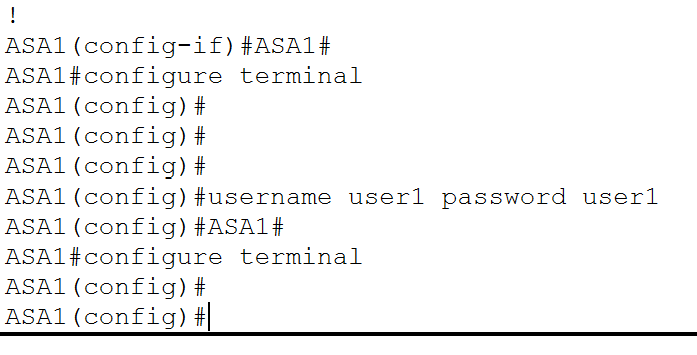 !
ASA1(config-if)#ASA1#
ASA1#configure terminal
ASA1(config)#
ASA1(config)#
ASA1(config)#
ASA1(config)#username user1 password user1
ASA1(config)#ASA1#
ASA1#configure terminal
ASA1(config)#
ASA1(config)#